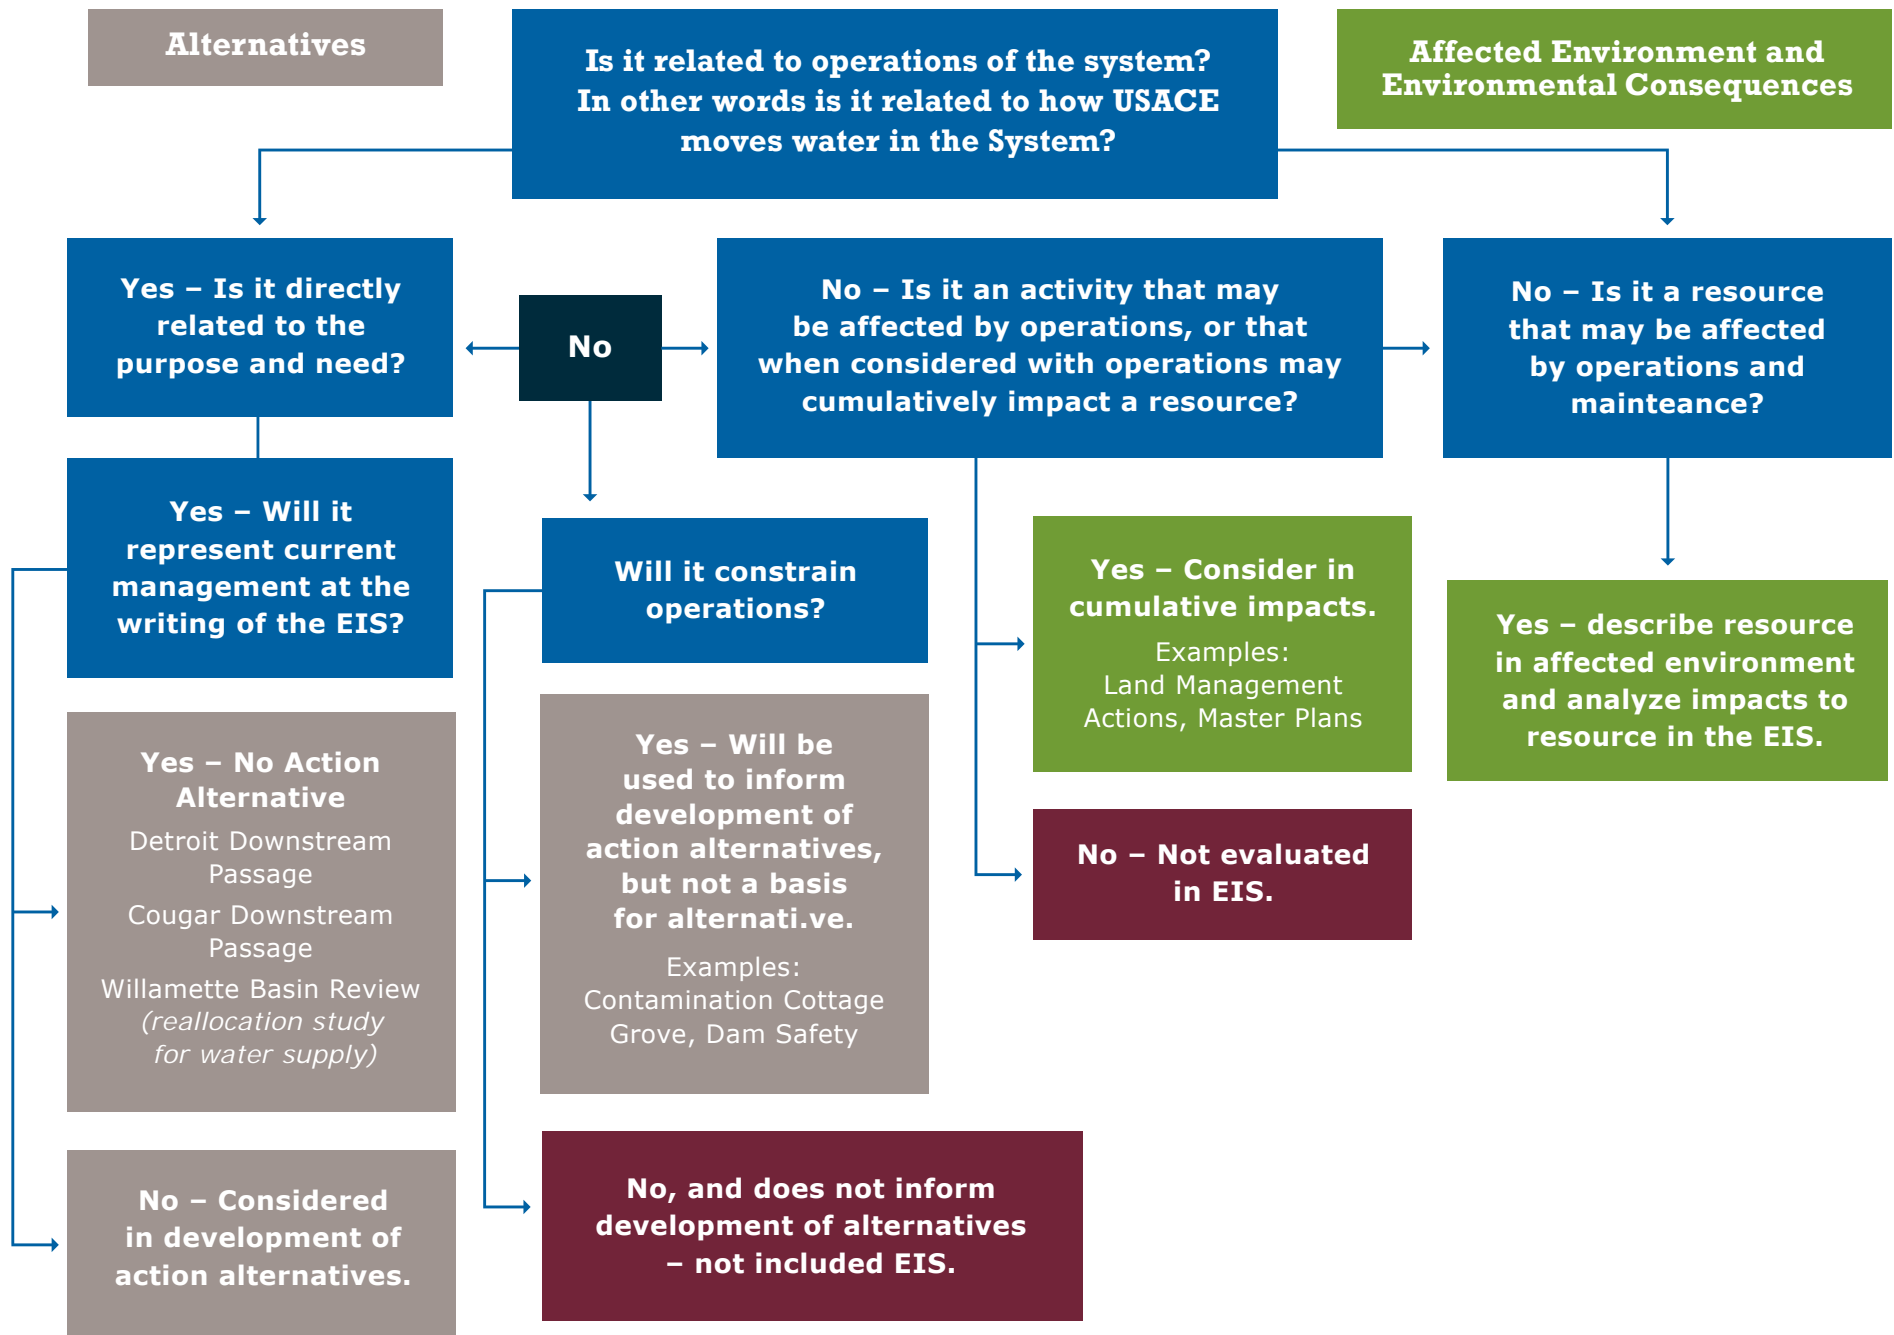 Alternatives
Is it related to operations of the system?
In other words is it related to how USACE
moves water in the System?
Affected Environment and
Environmental Consequences
Yes – Is it directly
related to the
purpose and need?
No
No – Is it an activity that may
be affected by operations, or that
when considered with operations may
cumulatively impact a resource?
No – Is it a resource
that may be affected
by operations and
mainteance?
Yes – Will it
represent current
management at the
writing of the EIS?
Will it constrain
operations?
Yes – Consider in
cumulative impacts.
Examples:
Land Management
Actions, Master Plans
Yes – describe resource
in affected environment
and analyze impacts to
resource in the EIS.
Yes – No Action
Alternative
Detroit Downstream
Passage
Cougar Downstream
Passage
Willamette Basin Review
(reallocation study
for water supply)
Yes – Will be
used to inform
development of
action alternatives,
but not a basis
for alternati.ve.
Examples:
Contamination Cottage
Grove, Dam Safety
No – Not evaluated
in EIS.
No – Considered
in development of
action alternatives.
No, and does not inform
development of alternatives
– not included EIS.